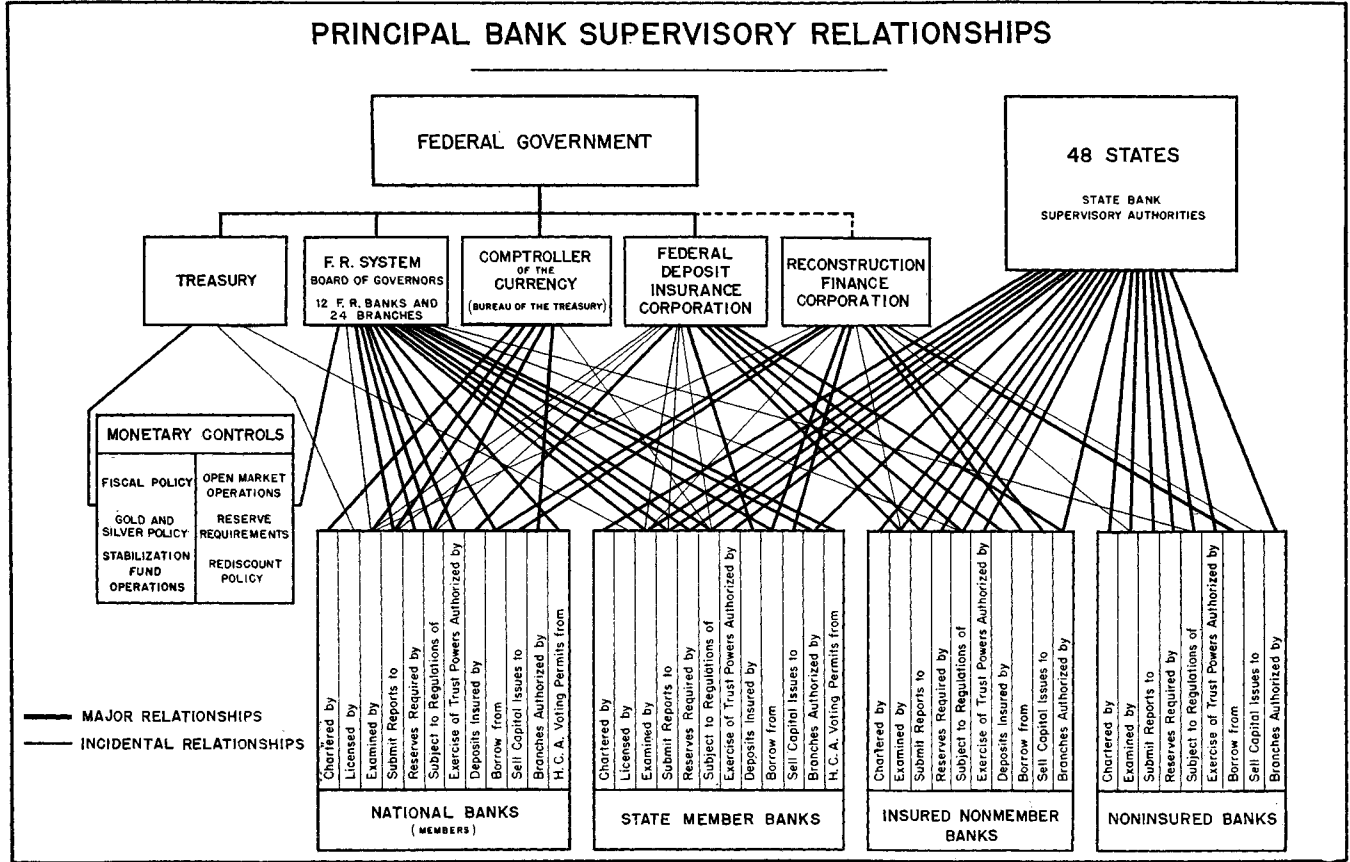 PRINCIPAL BANK SUPERVISORY RELATIONSHIPS
FEDERAL GOVERNMENT
48 STATES
STATE BANK
SUPERVISORY AUTHORITIES
TREASURY
F. R. SYSTEM
BOARD OF GOVERNORS
12 F. R. BANKS AND
24 BRANCHES
COMPTROLLER
OF THE
CURRENCY
(BUREAU OF THE TREASURY)
FEDERAL
DEPOSIT
INSURANCE
CORPORATION
RECONSTRUCTION
FINANCE
CORPORATION
MONETARY CONTROLS
FISCAL POLICY
GOLD AND
SILVER POLICY
STABILIZATION
FUND
OPERATIONS
OPEN MARKET
OPERATIONS
RESERVE
REQUIREMENTS
REDISCOUNT
POLICY
MAJOR RELATIONSHIPS
INCIDENTAL RELATIONSHIPS
Chartered by
Licensed by
Examined by
Submit Reports to
Reserves Required by
Subject to Regulations of
Exercise of Trust Powers Authorized by
Deposits Insured by
Borrow from
Sell Capital Issues to
Branches Authorized by
H.C.A. Voting Permits from
NATIONAL BANKS
(MEMBERS)
Chartered by
Licensed by
Examined by
Submit Reports to
Reserves Required by
Subject to Regulations of
Exercise of Trust Powers Authorized by
Deposits Insured by
Borrow from
Sell Capital Issues to
Branches Authorized by
H.C.A. Voting Permits from
STATE MEMBER BANKS
Chartered by
Examined by
Submit Reports to
Reserves Required by
Subject to Regulations of
Exercise of Trust Powers Authorized by
Deposits Insured by
Borrow from
Sell Capital Issues to
Branches Authorized by
INSURED NONMEMBER
BANKS
Chartered by
Examined by
Submit Reports to
Reserves Required by
Subject to Regulations of
Exercise of Trust Powers Authorized by
Borrow from
Sell Capital Issues to
Branches Authorized by
NONINSURED BANKS